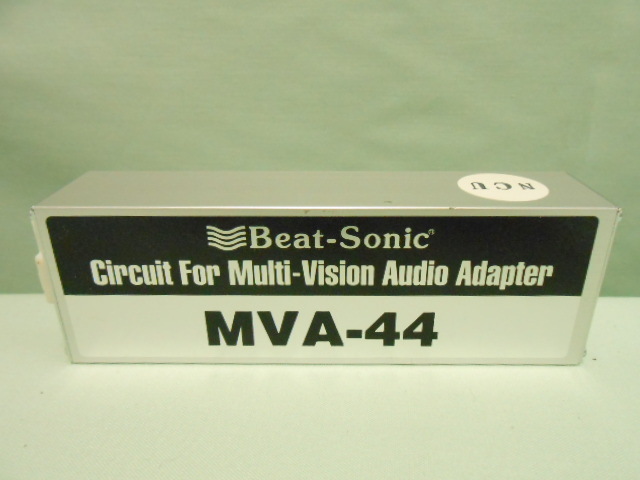 NCU
Beat-Sonic
Circuit For Multi-Vision Audio Adapter
MVA-44